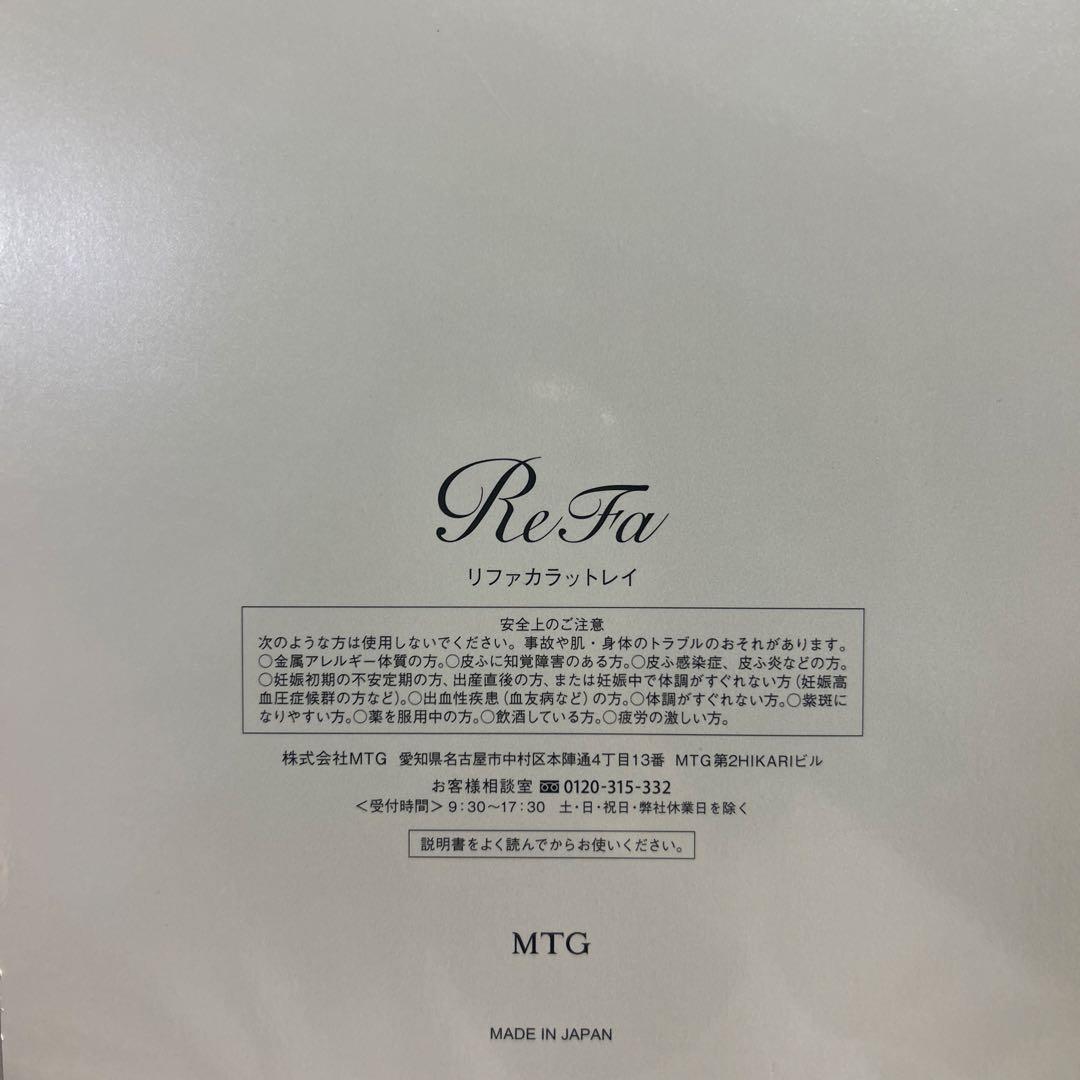 ReFa
リファカラットレイ
安全上のご注意
次のような方は使用しないでください。事故や肌・身体のトラブルのおそれがあります。
○金属アレルギー体質の方。○皮ふに知覚障害のある方。○皮ふ感染症、皮ふ炎などの方。
○妊娠初期の不安定期の方、出産直後の方、または妊娠中で体調がすぐれない方（妊娠高
血圧症候群の方など）。○出血性疾患（血友病など）の方。○体調がすぐれない方。○紫斑に
なりやすい方。○薬を服用中の方。○飲酒している方。○疲労の激しい方。
株式会社MTG 愛知県名古屋市中村区本陣通4丁目13番 MTG第2HIKARIビル
お客様相談室 0120-315-332
＜受付時間＞9：30〜17：30 土・日・祝日・弊社休業日を除く
説明書をよく読んでからお使いください。
MTG
MADE IN JAPAN